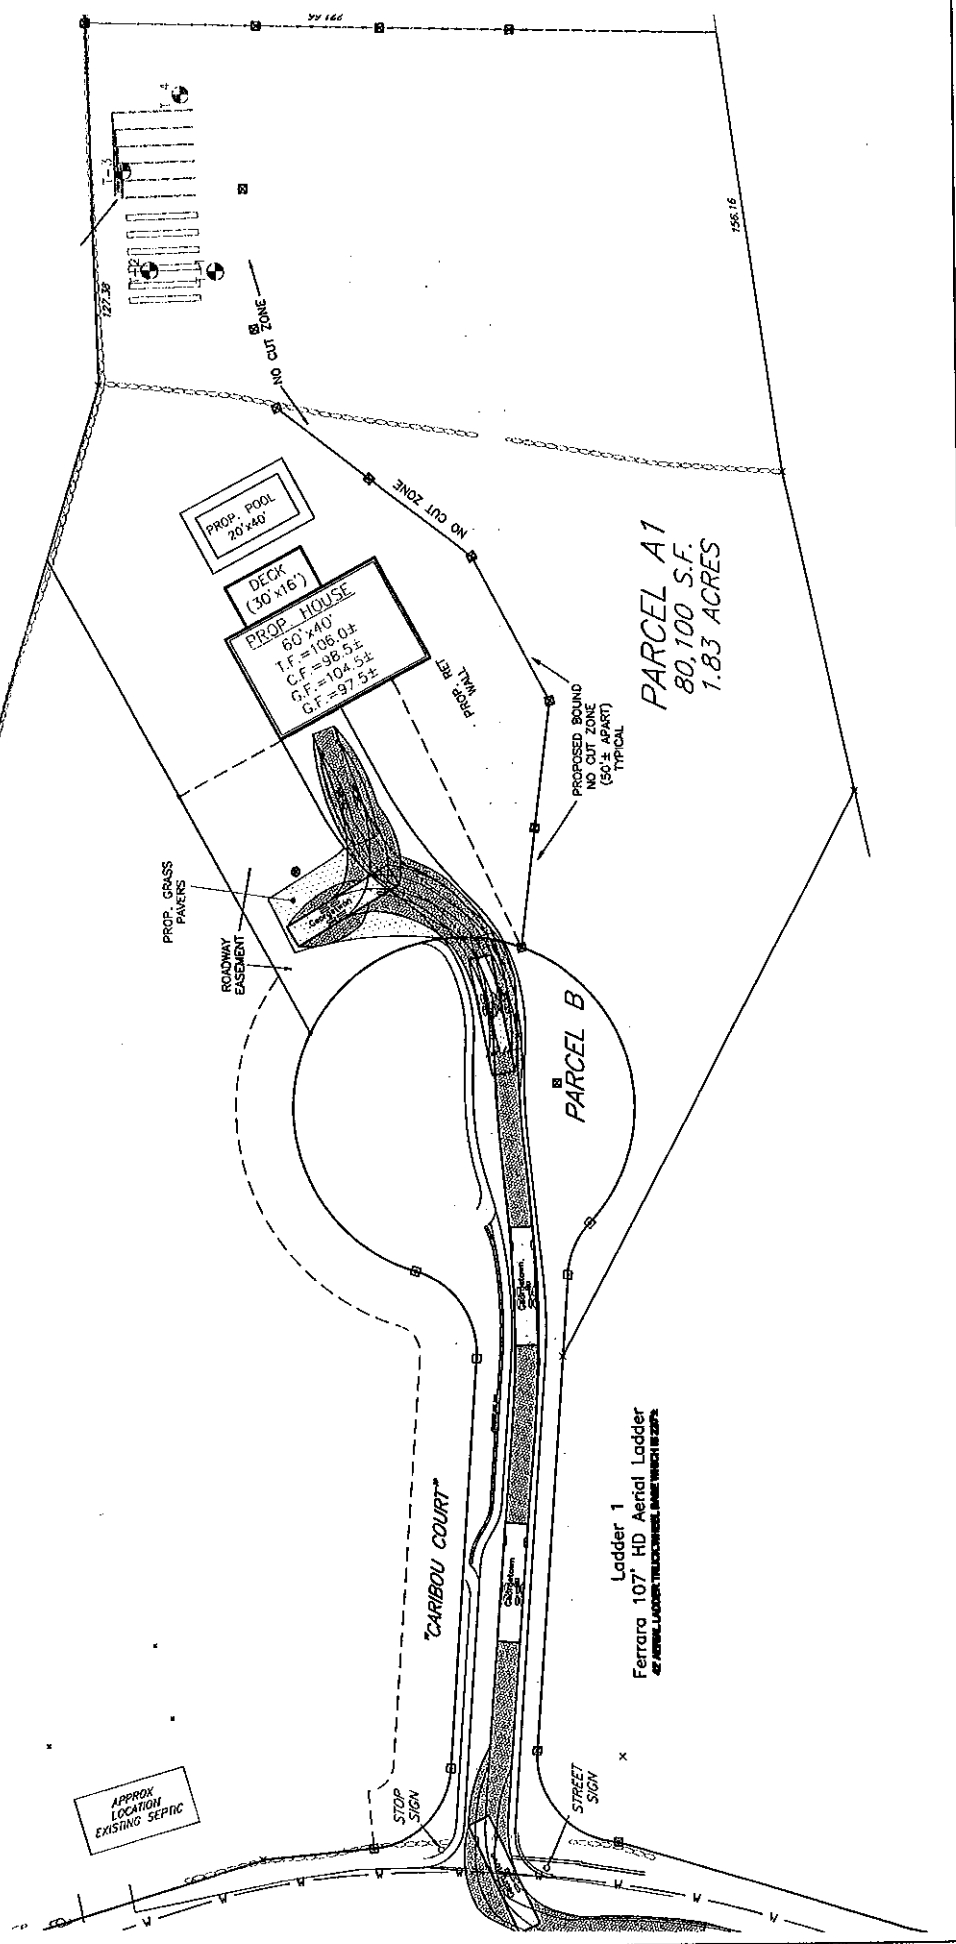 T-4
T-3
127.38
156.16
NO CUT ZONE
NO CUT ZONE
PROP. POOL
20'x40'
DECK
(30'x16')
PROP. HOUSE
60'x40'
T.F.=106.0±
C.F.=98.5±
G.F.=104.5±
G.F.=97.5±
PROP. RET
WALL
PARCEL A1
80,100 S.F.
1.83 ACRES
PROPOSED BOUND
NO CUT ZONE
(50'± APART)
TYPICAL
PROP. GRASS
PAVERS
ROADWAY
EASEMENT
Georgetown
PARCEL B
Georgetown
Georgetown
"CARIBOU COURT"
Ladder 1
Ferrara 107' HD Aerial Ladder
APPROX
LOCATION
EXISTING SEPTIC
STOP
SIGN
STREET
SIGN
W
W
W
W
W
W
W
W
W